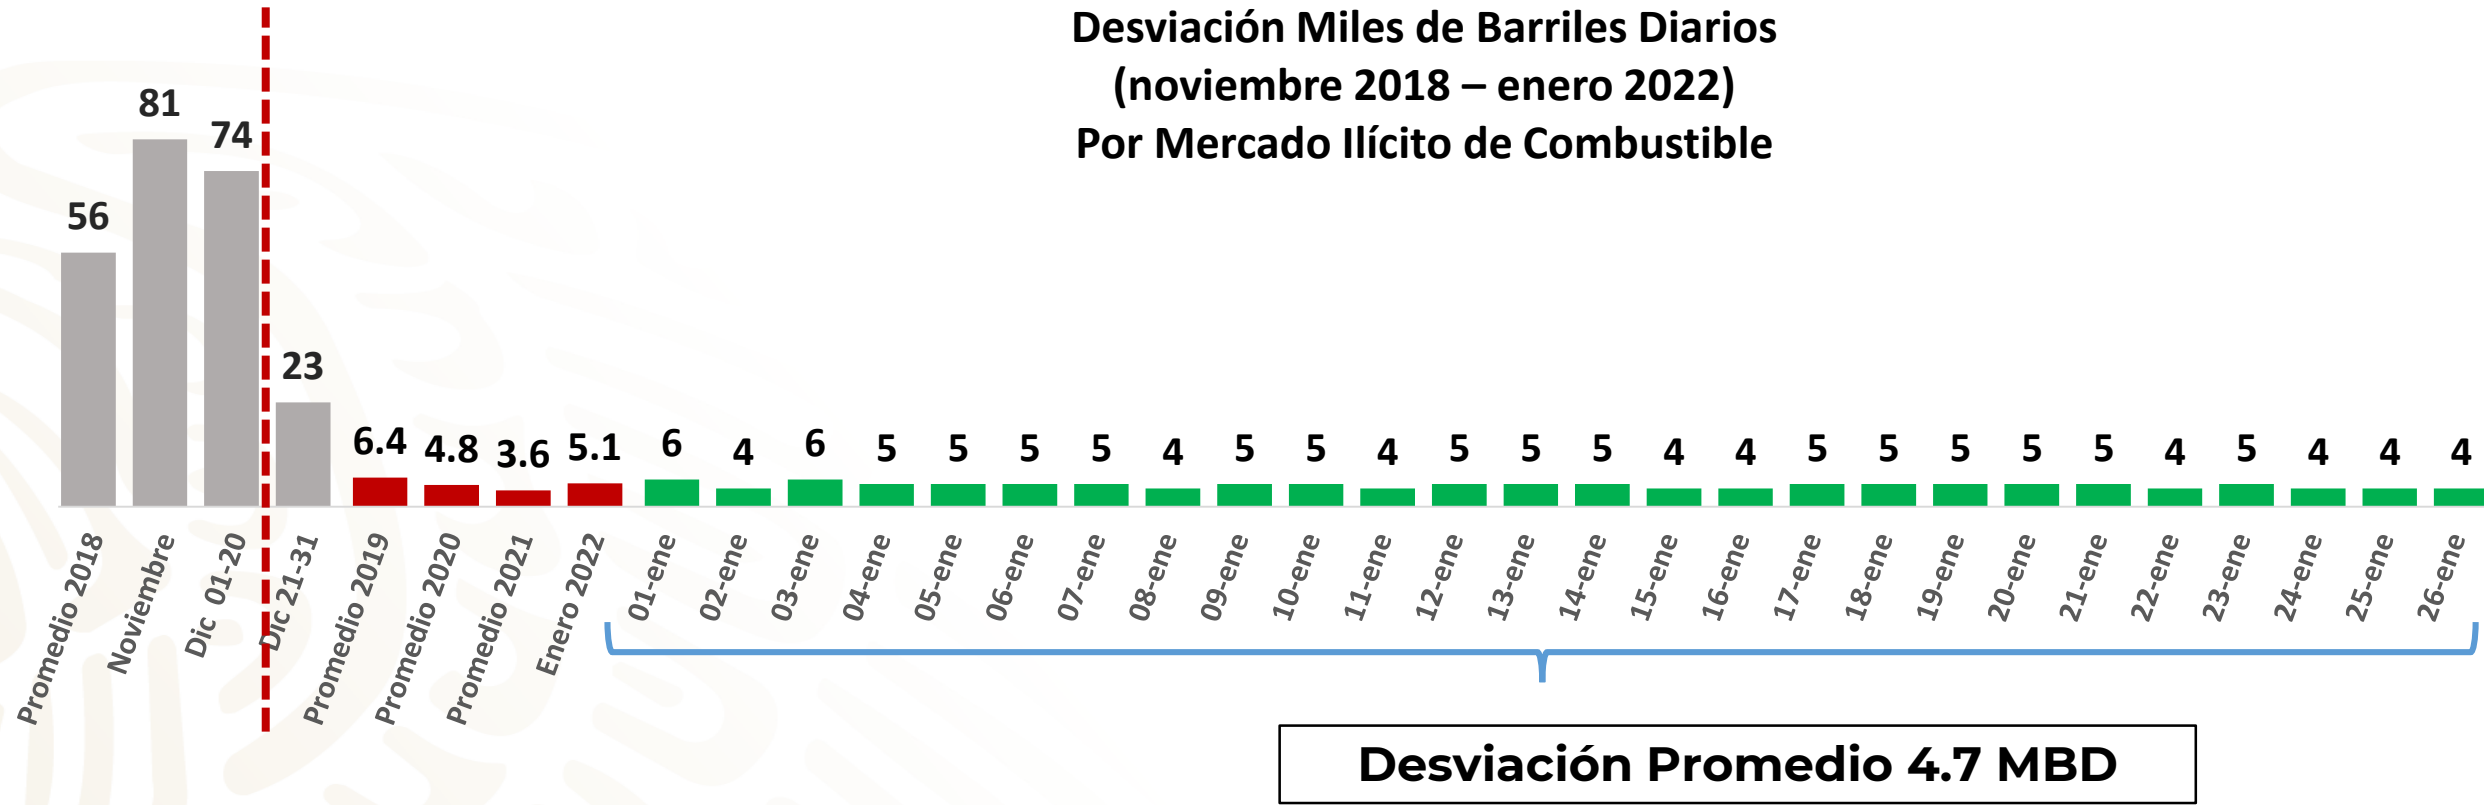 Desviación Miles de Barriles Diarios
(noviembre 2018 – enero 2022)
Por Mercado Ilícito de Combustible
56
81
74
23
6.4
4.8
3.6
5.1
6
4
6
5
5
5
5
4
5
5
4
5
5
5
4
4
5
5
5
5
5
4
5
4
4
4
Promedio 2018
Noviembre
Dic 01-20
Dic 21-31
Promedio 2019
Promedio 2020
Promedio 2021
Enero 2022
01-ene
02-ene
03-ene
04-ene
05-ene
06-ene
07-ene
08-ene
09-ene
10-ene
11-ene
12-ene
13-ene
14-ene
15-ene
16-ene
17-ene
18-ene
19-ene
20-ene
21-ene
22-ene
23-ene
24-ene
25-ene
26-ene
Desviación Promedio 4.7 MBD